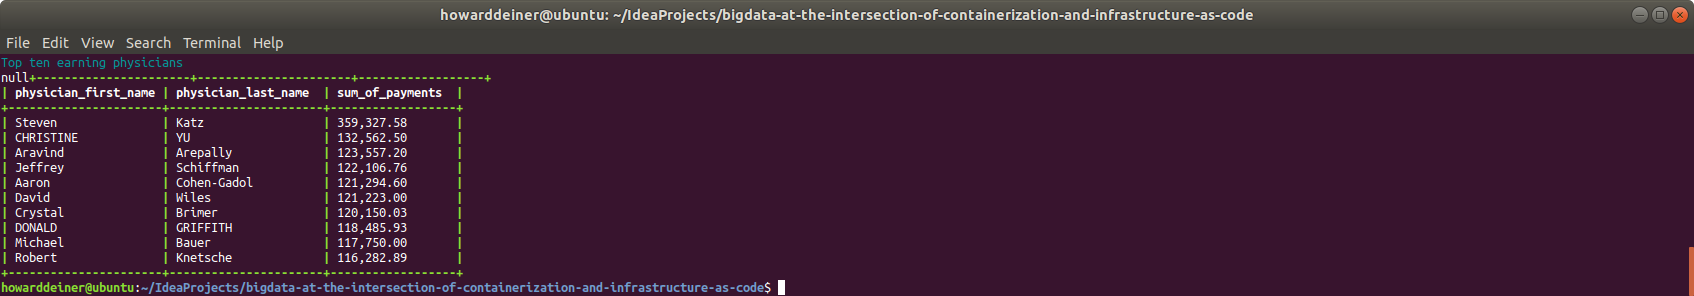 howarddeiner@ubuntu: ~/IdeaProjects/bigdata-at-the-intersection-of-containerization-and-infrastructure-as-code
File Edit View Search Terminal Help
Top ten earning physicians
null+----------------------+----------------------+------------------+
| physician_first_name | physician_last_name  | sum_of_payments  |
+----------------------+----------------------+------------------+
| Steven               | Katz                 | 359,327.58       |
| CHRISTINE            | YU                   | 132,562.50       |
| Aravind              | Arepally             | 123,557.20       |
| Jeffrey              | Schiffman            | 122,106.76       |
| Aaron                | Cohen-Gadol          | 121,294.60       |
| David                | Wiles                | 121,223.00       |
| Crystal              | Brimer               | 120,150.03       |
| DONALD               | GRIFFITH             | 118,485.93       |
| Michael              | Bauer                | 117,750.00       |
| Robert               | Knetsche             | 116,282.89       |
+----------------------+----------------------+------------------+
howarddeiner@ubuntu:~/IdeaProjects/bigdata-at-the-intersection-of-containerization-and-infrastructure-as-code$